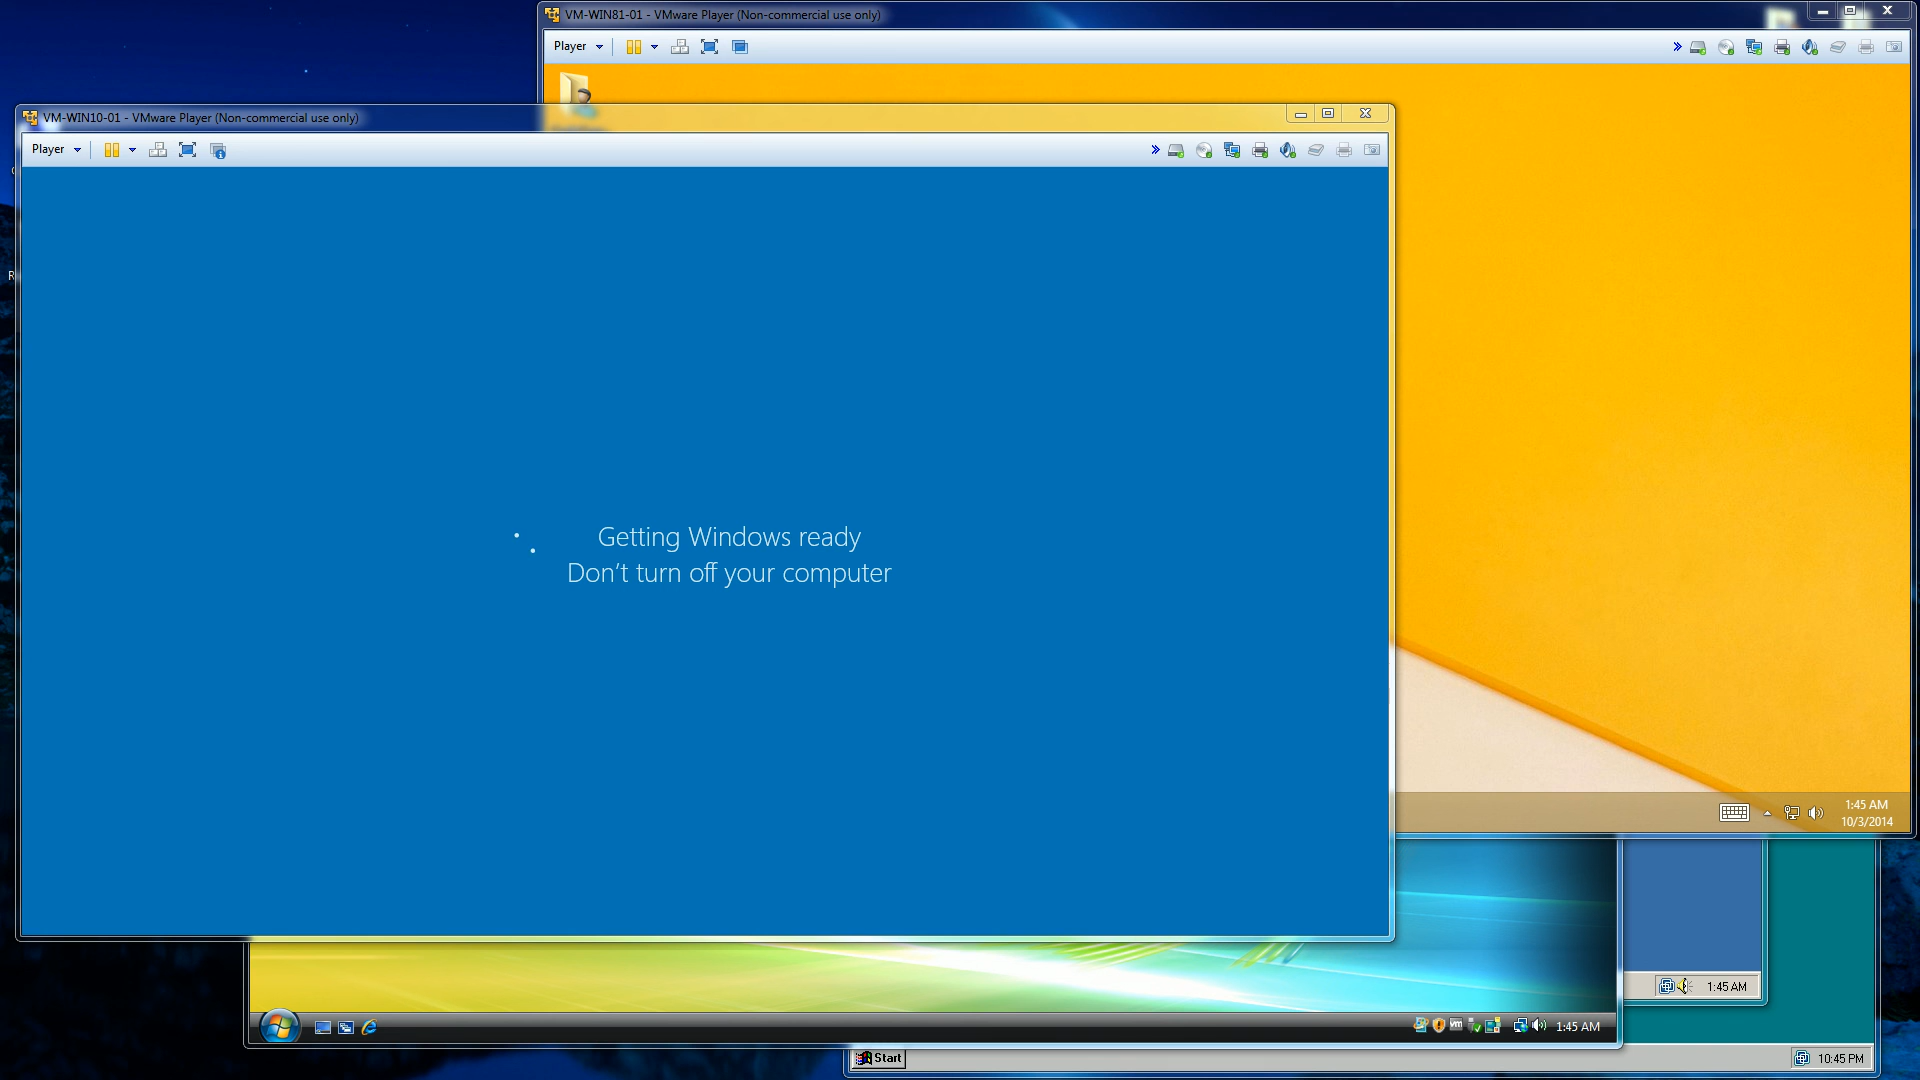 VM-WIN81-01 - VMware Player (Non-commercial use only)
Player
VM-WIN10-01 - VMware Player (Non-commercial use only)
Player
R
Getting Windows ready
Don't turn off your computer
1:45 AM
10/3/2014
1:45 AM
vm
1:45 AM
Start
10:45 PM